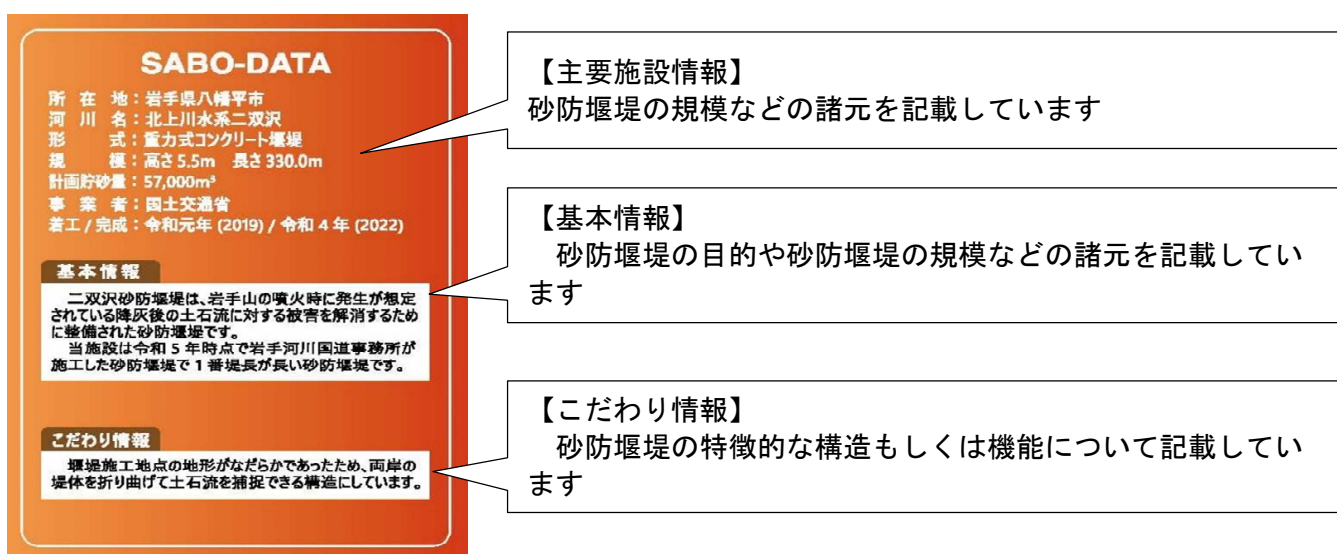 SABO-DATA
所 在 地：岩手県八幡平市
河 川 名：北上川水系二双沢
形 式：重力式コンクリート堰堤
規 模：高さ 5.5m 長さ 330.0m
計画貯砂量：57,000m³
事 業 者：国土交通省
着工 / 完成：令和元年 (2019) / 令和 4 年 (2022)
基本情報
二双沢砂防堰堤は、岩手山の噴火時に発生が想定
されている降灰後の土石流に対する被害を解消するため
に整備された砂防堰堤です。
当施設は令和 5 年時点で岩手河川国道事務所が
施工した砂防堰堤で 1 番堤長が長い砂防堰堤です。
こだわり情報
堰堤施工地点の地形がなだらかであったため、両岸の
堤体を折り曲げて土石流を捕捉できる構造にしています。
【主要施設情報】
砂防堰堤の規模などの諸元を記載しています
【基本情報】
砂防堰堤の目的や砂防堰堤の規模などの諸元を記載してい
ます
【こだわり情報】
砂防堰堤の特徴的な構造もしくは機能について記載してい
ます